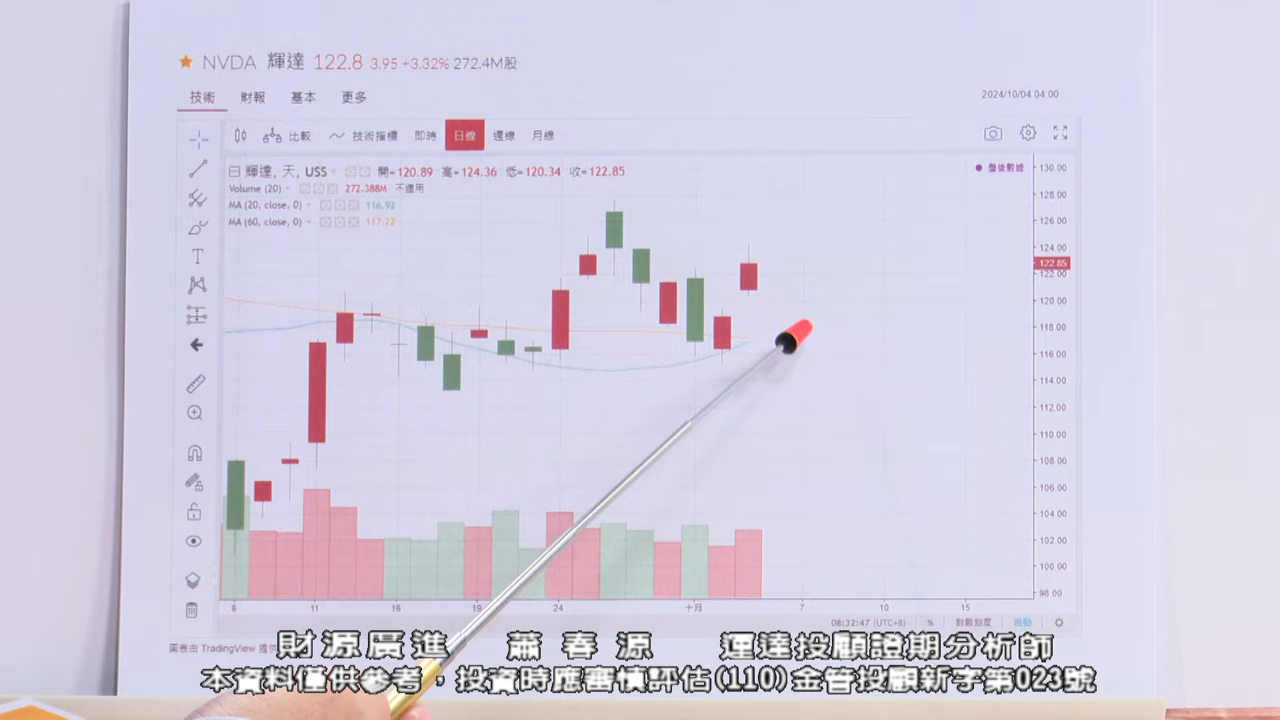 NVDA 輝達 122.8 3.95 +3.32% 272.4M股
技術 財報 基本 更多
2024/10/04 04:00
比較 技術指標 即時 日線 週線 月線
輝達, 天, USS 開=120.89 高=124.36 低=120.34 收=122.85
盤後數據
Volume (20) 272.388M 不適用
MA (20, close, 0) 116.92
MA (60, close, 0) 117.22
130.00
128.00
126.00
124.00
122.85
122.00
120.00
118.00
116.00
114.00
112.00
110.00
108.00
106.00
104.00
102.00
100.00
98.00
6 11 16 19 24 十月 7 10 15
08:32:47 (UTC+8) % 對數刻度 自動
圖表由 TradingView 提供
財源廣進 蕭春源 運達投顧證期分析師
本資料僅供參考，投資時應審慎評估(110)金管投顧新字第023號